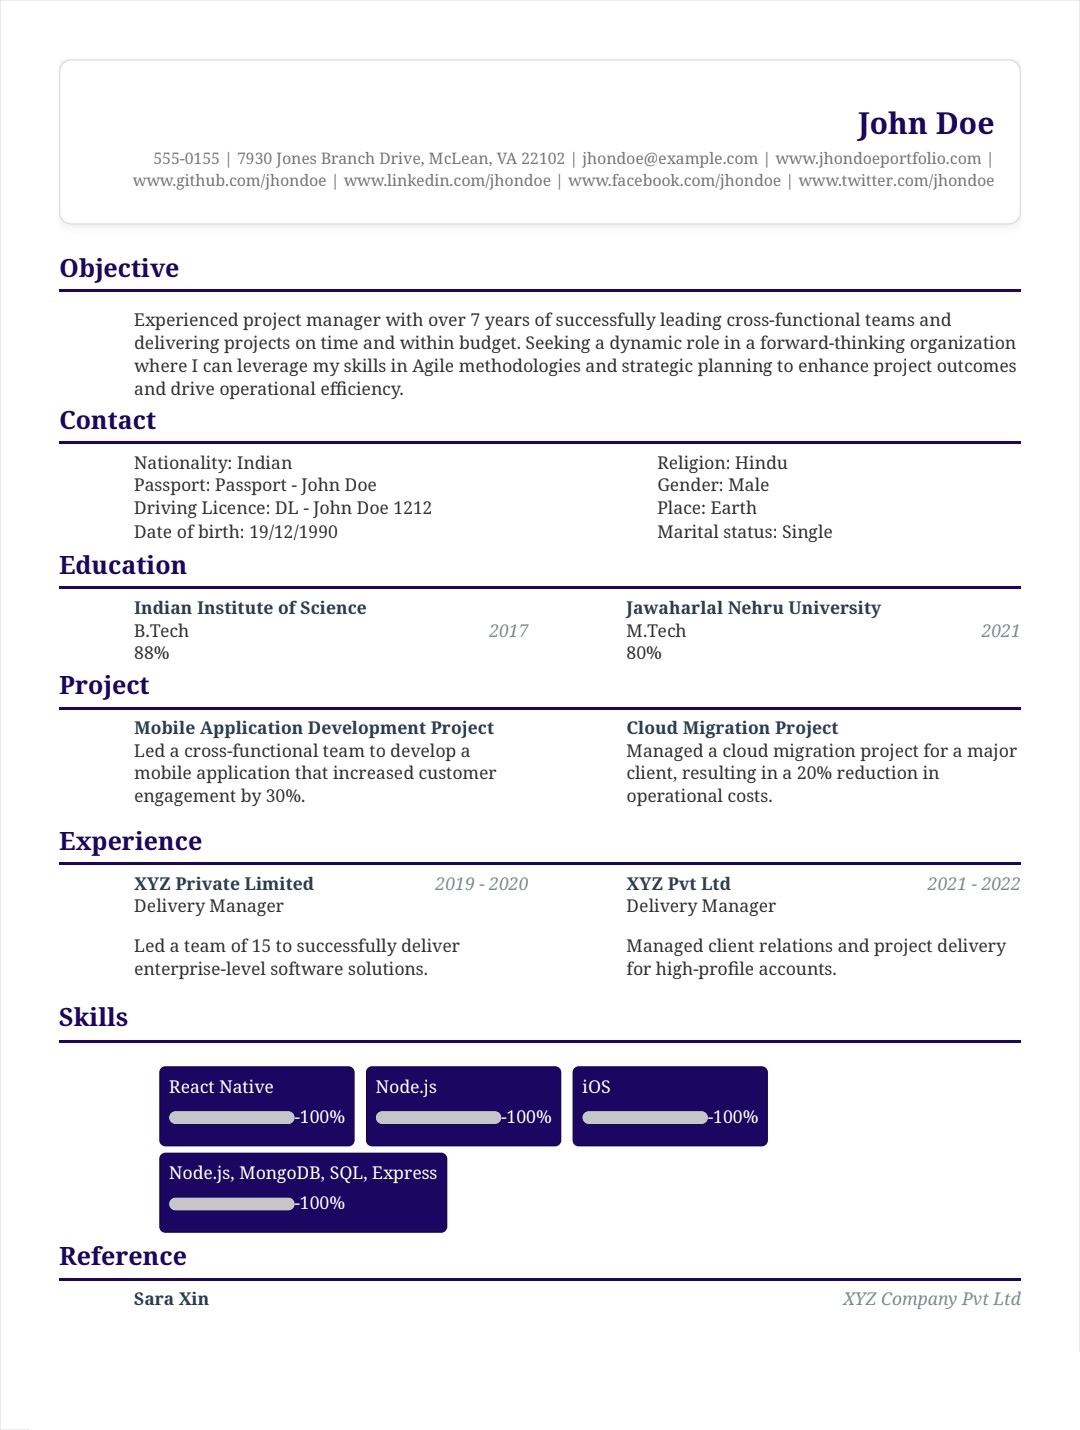 John Doe
555-0155 | 7930 Jones Branch Drive, McLean, VA 22102 | jhondoe@example.com | www.jhondoeportfolio.com |
www.github.com/jhondoe | www.linkedin.com/jhondoe | www.facebook.com/jhondoe | www.twitter.com/jhondoe
Objective
Experienced project manager with over 7 years of successfully leading cross-functional teams and
delivering projects on time and within budget. Seeking a dynamic role in a forward-thinking organization
where I can leverage my skills in Agile methodologies and strategic planning to enhance project outcomes
and drive operational efficiency.
Contact
Nationality: Indian
Passport: Passport - John Doe
Driving Licence: DL - John Doe 1212
Date of birth: 19/12/1990
Religion: Hindu
Gender: Male
Place: Earth
Marital status: Single
Education
Indian Institute of Science
B.Tech 2017
88%
Jawaharlal Nehru University
M.Tech 2021
80%
Project
Mobile Application Development Project
Led a cross-functional team to develop a
mobile application that increased customer
engagement by 30%.
Cloud Migration Project
Managed a cloud migration project for a major
client, resulting in a 20% reduction in
operational costs.
Experience
XYZ Private Limited 2019 - 2020
Delivery Manager
Led a team of 15 to successfully deliver
enterprise-level software solutions.
XYZ Pvt Ltd 2021 - 2022
Delivery Manager
Managed client relations and project delivery
for high-profile accounts.
Skills
React Native
-100%
Node.js
-100%
iOS
-100%
Node.js, MongoDB, SQL, Express
-100%
Reference
Sara Xin XYZ Company Pvt Ltd